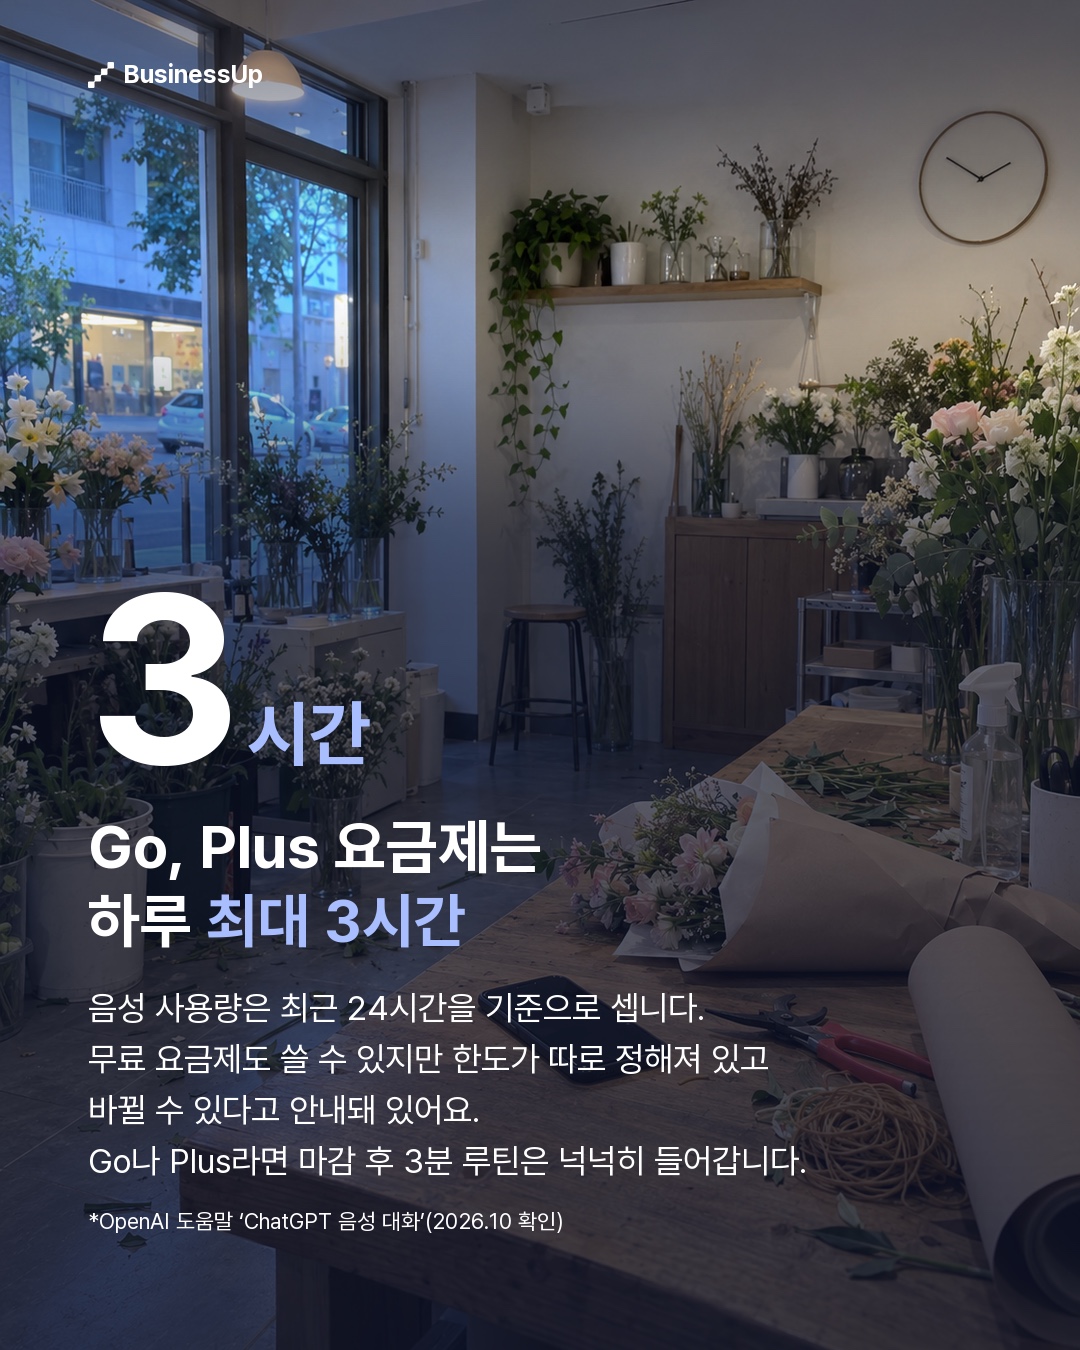 BusinessUp
3시간
Go, Plus 요금제는
하루 최대 3시간
음성 사용량은 최근 24시간을 기준으로 셉니다.
무료 요금제도 쓸 수 있지만 한도가 따로 정해져 있고
바뀔 수 있다고 안내돼 있어요.
Go나 Plus라면 마감 후 3분 루틴은 넉넉히 들어갑니다.
*OpenAI 도움말 ‘ChatGPT 음성 대화’(2026.10 확인)